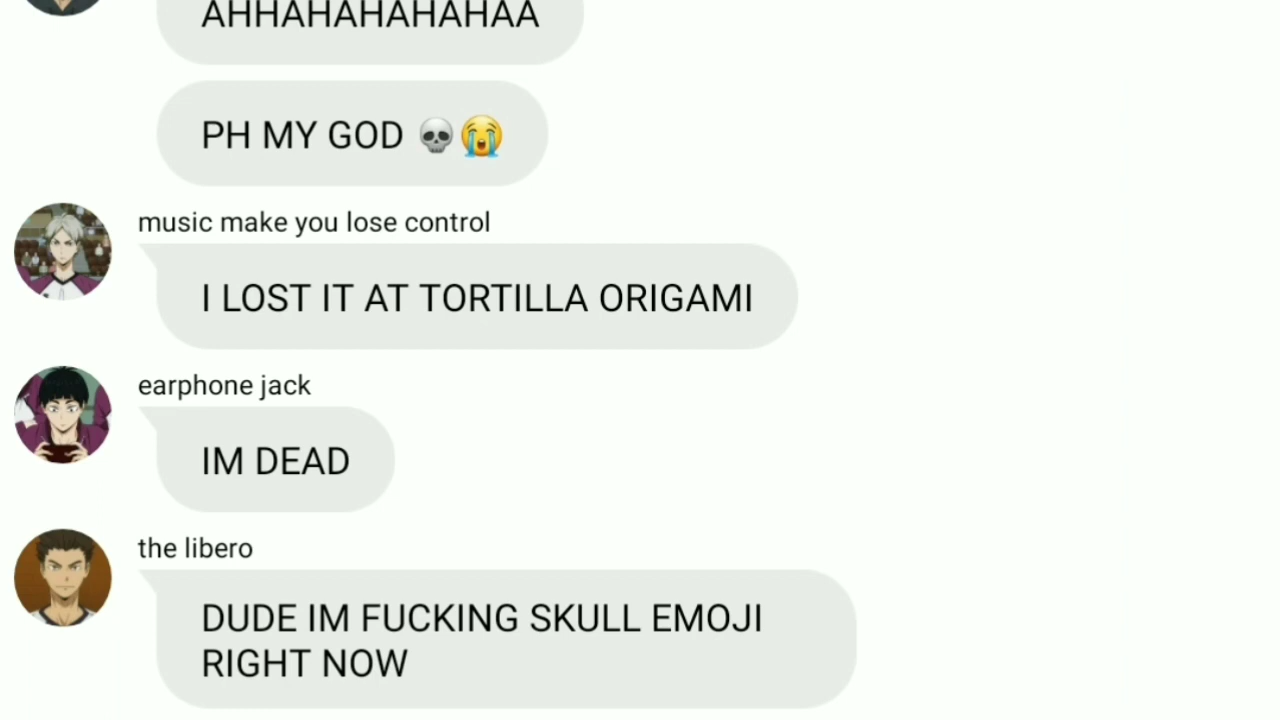 AHHAHAHAHAHAA
PH MY GOD 💀😭
music make you lose control
I LOST IT AT TORTILLA ORIGAMI
earphone jack
IM DEAD
the libero
DUDE IM FUCKING SKULL EMOJI
RIGHT NOW